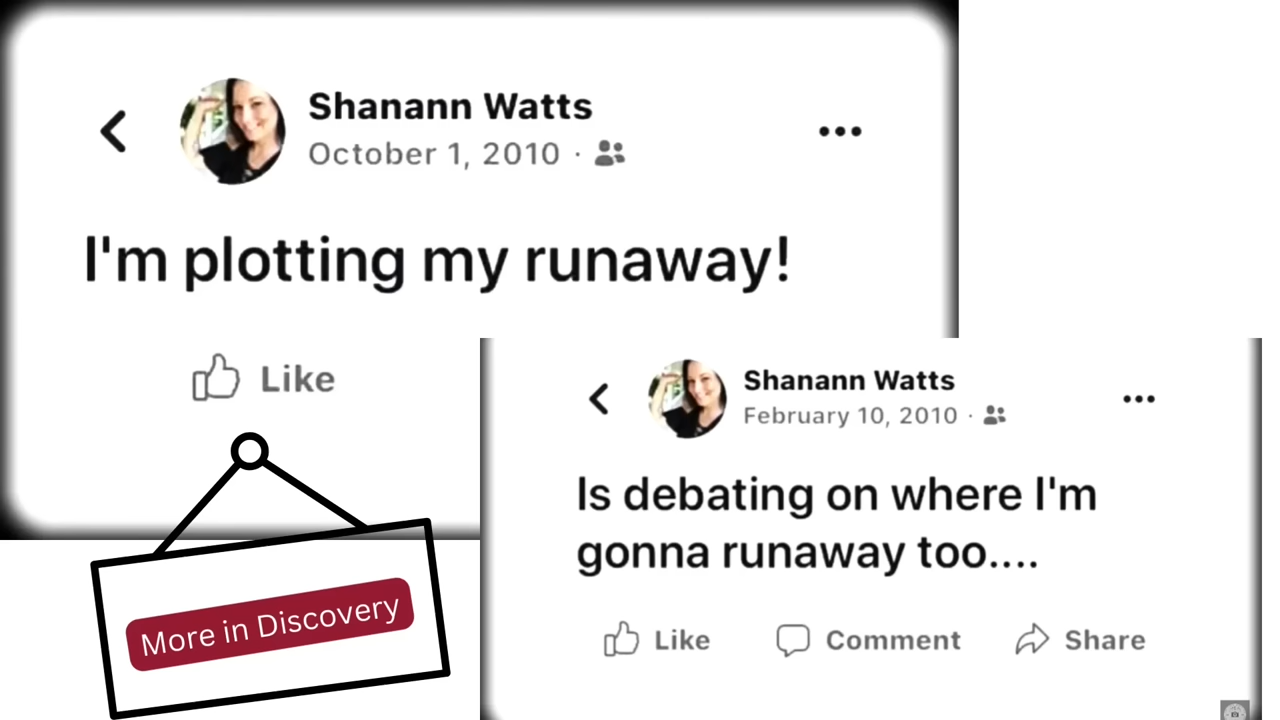 Shanann Watts
October 1, 2010 ·
I'm plotting my runaway!
Like
Shanann Watts
February 10, 2010 ·
Is debating on where I'm
gonna runaway too....
Like Comment Share
More in Discovery